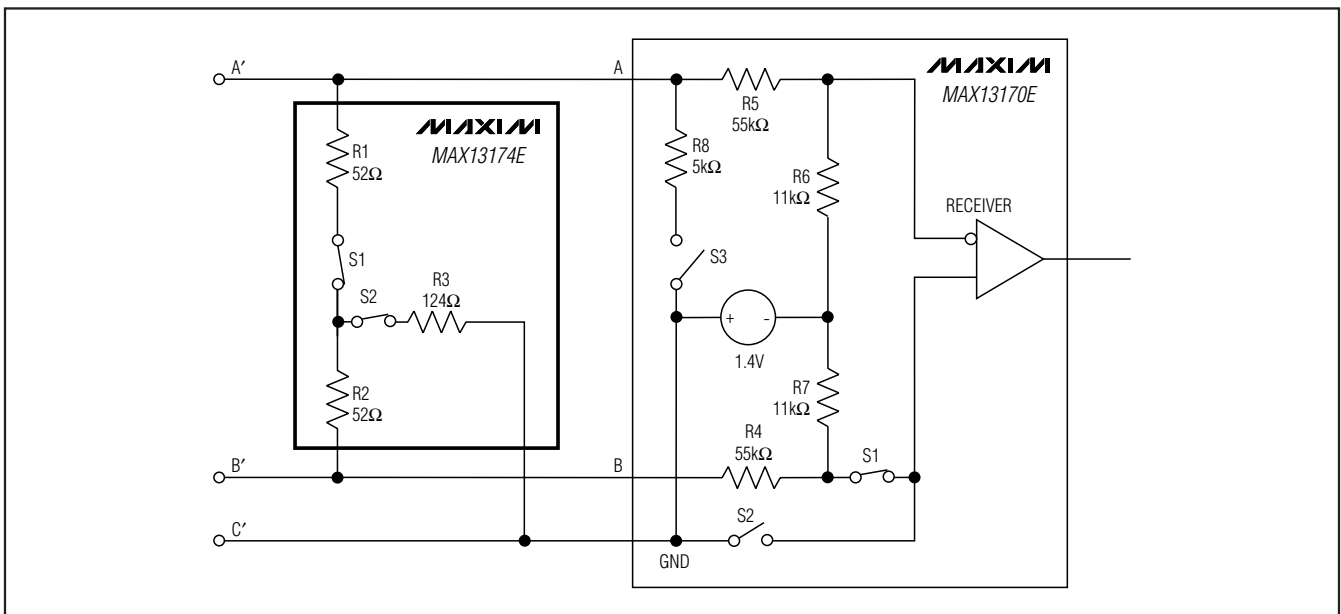 A′
A
MAXIM
MAX13170E
R5
55kΩ
MAXIM
MAX13174E
R1
52Ω
R8
5kΩ
R6
11kΩ
RECEIVER
S1
S3
S2
R3
124Ω
+ -
1.4V
R2
52Ω
R7
11kΩ
R4
55kΩ
S1
B′
B
S2
C′
GND